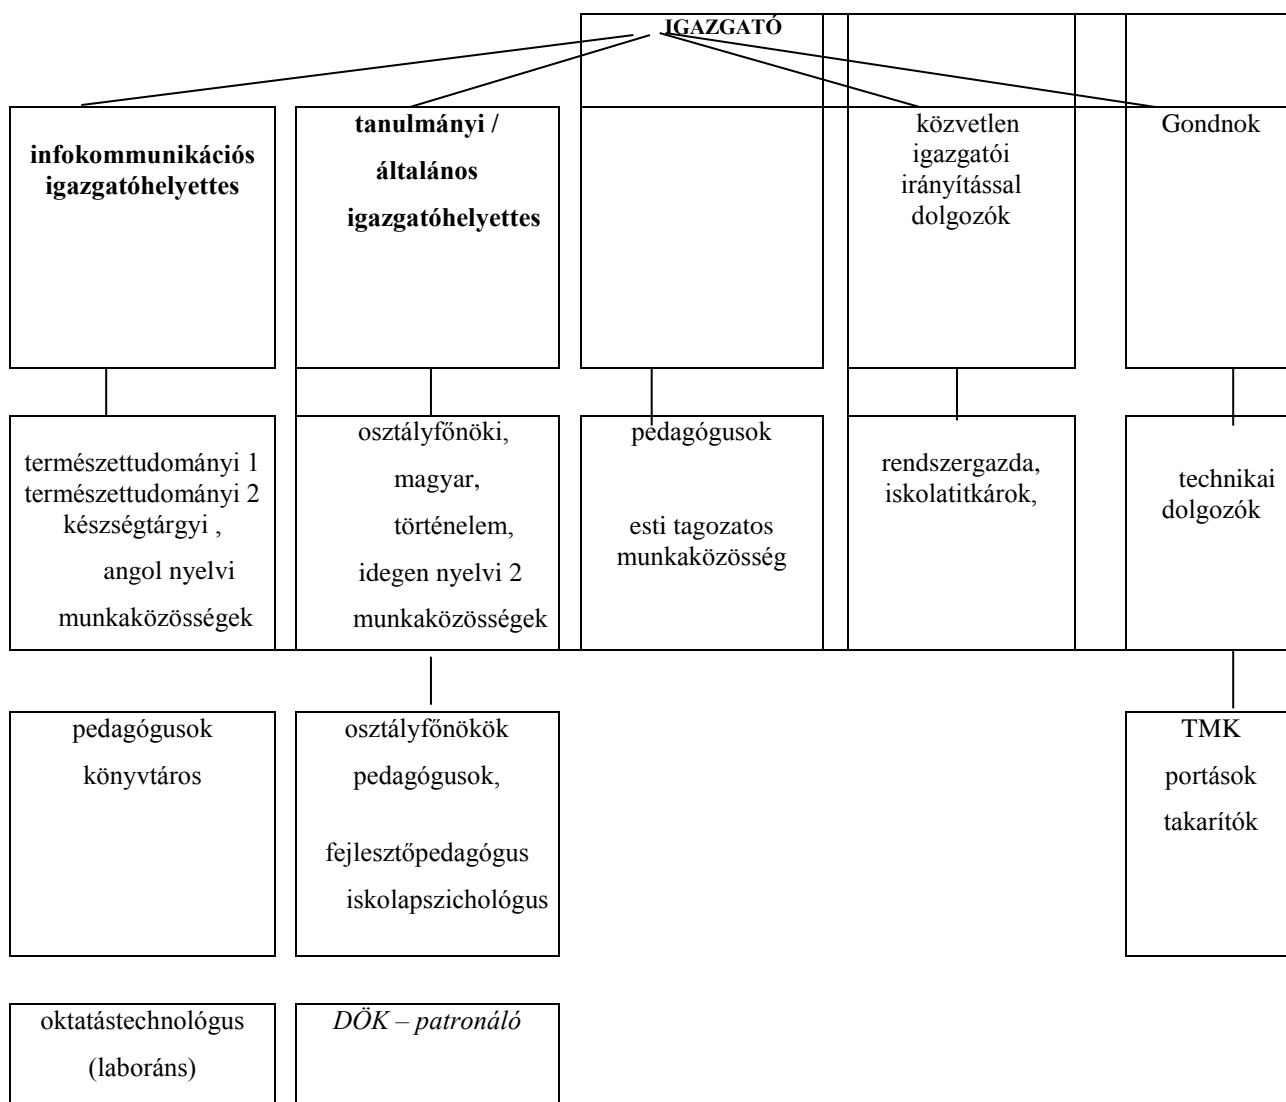 IGAZGATÓ
infokommunikációs
igazgatóhelyettes
tanulmányi /
általános
igazgatóhelyettes
közvetlen
igazgatói
irányítással
dolgozók
Gondnok
természettudományi 1
természettudományi 2
készségtárgyi ,
angol nyelvi
munkaközösségek
osztályfőnöki,
magyar,
történelem,
idegen nyelvi 2
munkaközösségek
pedagógusok
esti tagozatos
munkaközösség
rendszergazda,
iskolatitkárok,
technikai
dolgozók
pedagógusok
könyvtáros
osztályfőnökök
pedagógusok,
fejlesztőpedagógus
iskolapszichológus
TMK
portások
takarítók
oktatástechnológus
(laboráns)
DÖK – patronáló